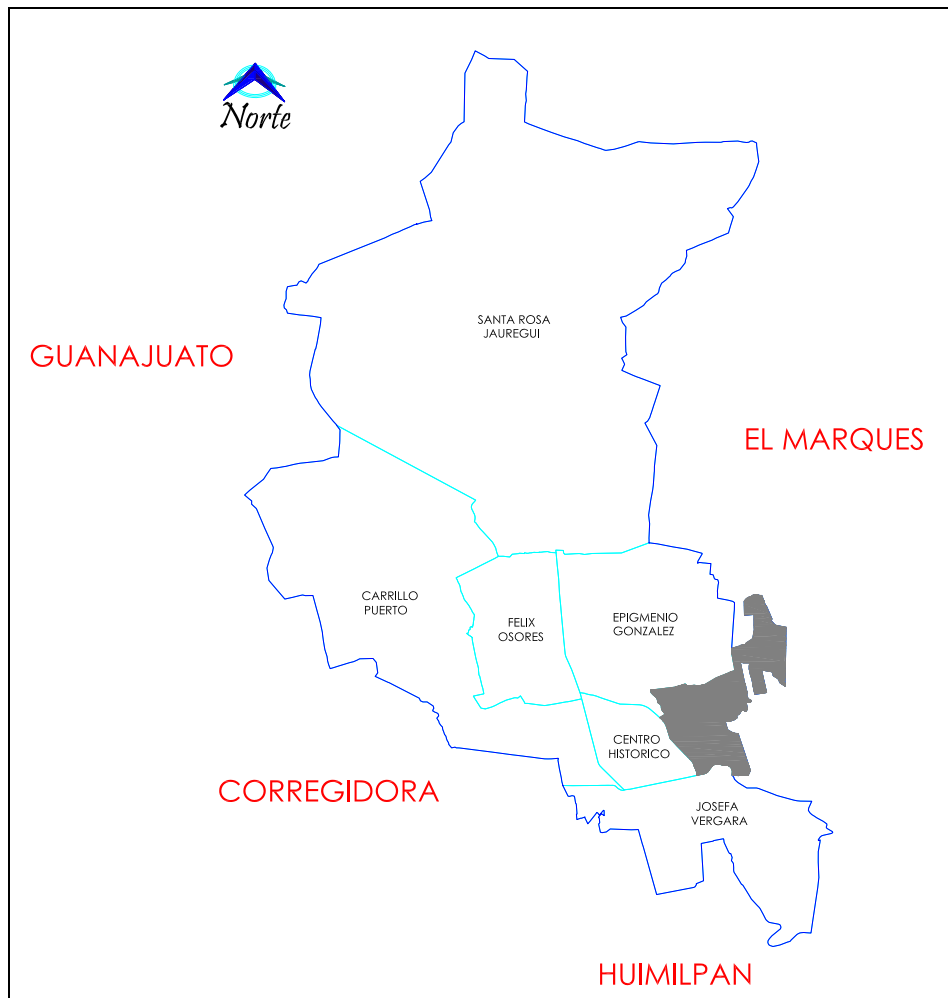 Norte
SANTA ROSA
JAUREGUI
GUANAJUATO
EL MARQUES
CARRILLO
PUERTO
FELIX
OSORES
EPIGMENIO
GONZALEZ
CENTRO
HISTORICO
CORREGIDORA
JOSEFA
VERGARA
HUIMILPAN